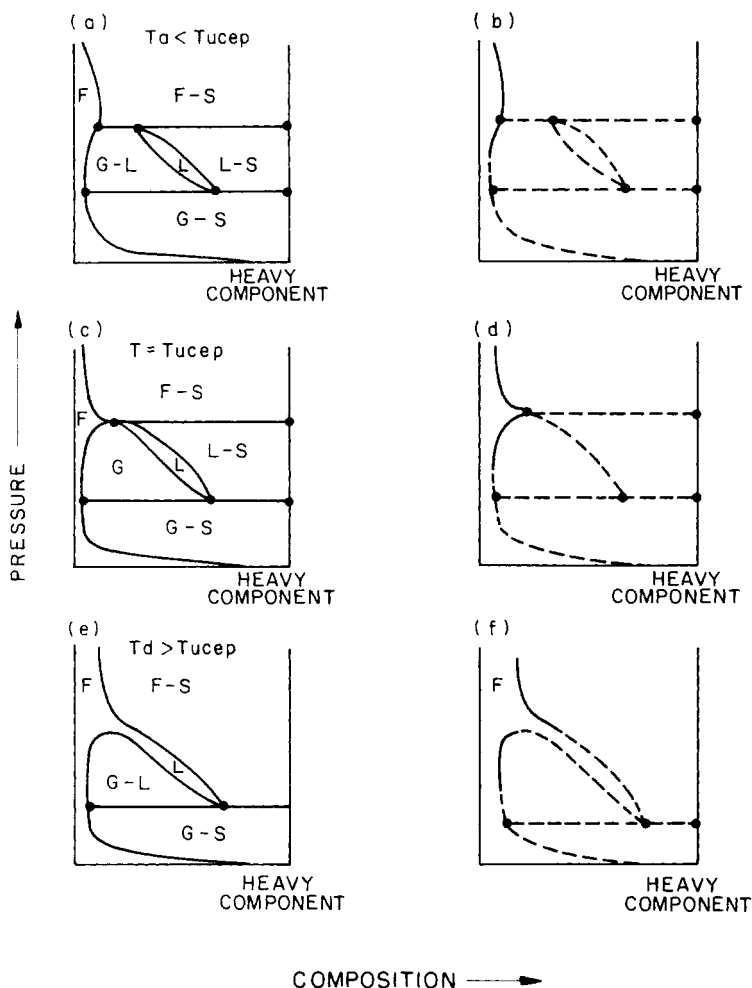 (a)
Ta < Tucep
F
F-S
G-L
L
L-S
G-S
HEAVY
COMPONENT
(b)
HEAVY
COMPONENT
(c)
T = Tucep
F-S
F
L-S
G
L
G-S
HEAVY
COMPONENT
(d)
HEAVY
COMPONENT
(e)
Td > Tucep
F
F-S
L
G-L
G-S
HEAVY
COMPONENT
(f)
F
HEAVY
COMPONENT
PRESSURE
COMPOSITION